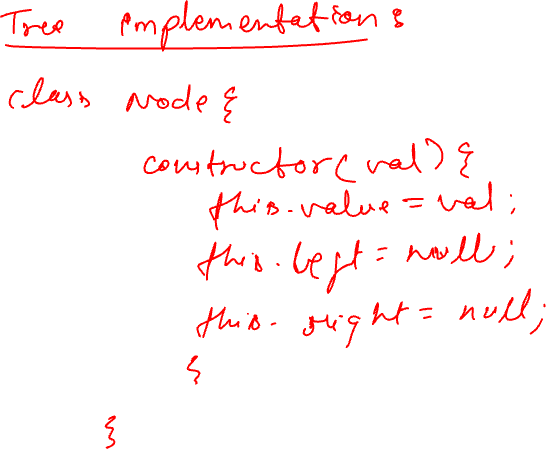 Tree implementation :
class Node {
constructor(val) {
this.value = val;
this.left = null;
this.right = null;
}
}